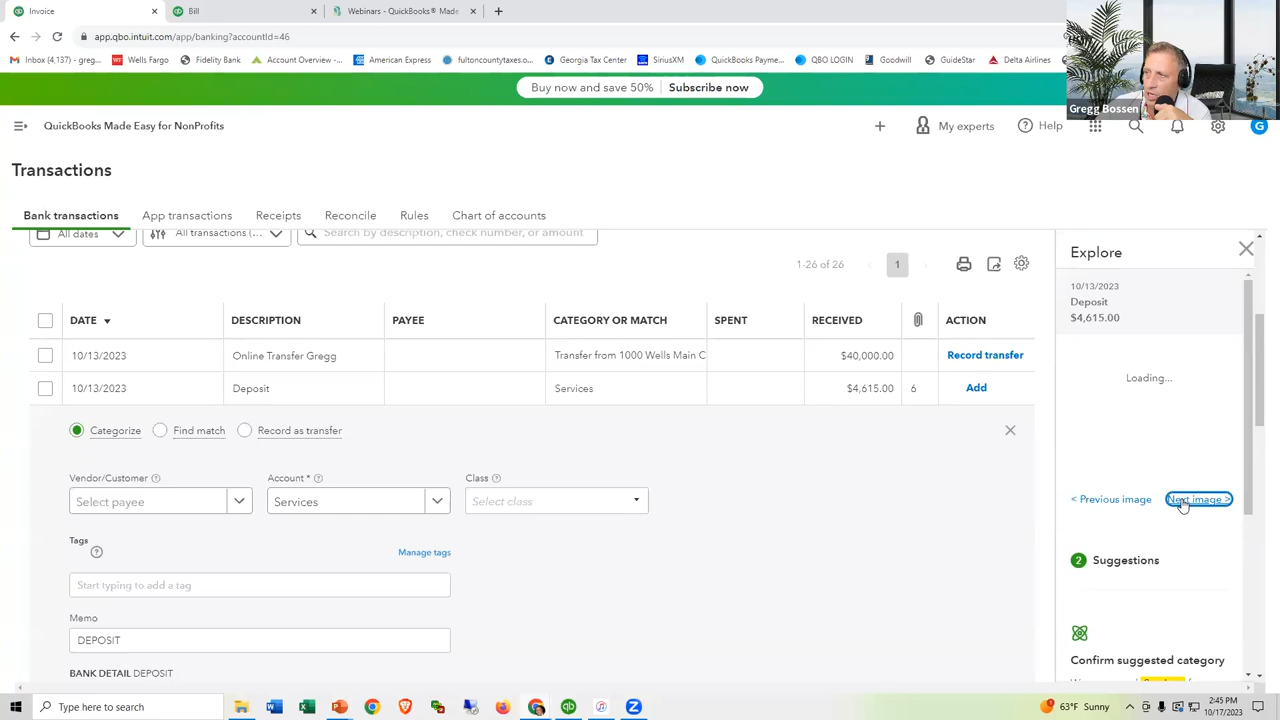 Invoice
Bill
Webinars - QuickBooks® Made
app.qbo.intuit.com/app/banking?accountId=46
Inbox (4,137) - greg...
Wells Fargo
Fidelity Bank
Account Overview -...
American Express
fultoncountytaxes.o...
Georgia Tax Center
SiriusXM
QuickBooks Payme...
QBO LOGIN
Goodwill
GuideStar
Delta Airlines
Gregg Bossen
Buy now and save 50%
Subscribe now
QuickBooks Made Easy for NonProfits
My experts
Help
G
Transactions
Bank transactions
App transactions
Receipts
Reconcile
Rules
Chart of accounts
All dates
All transactions (...
Search by description, check number, or amount
1-26 of 26
1
DATE
DESCRIPTION
PAYEE
CATEGORY OR MATCH
SPENT
RECEIVED
ACTION
10/13/2023
Online Transfer Gregg
Transfer from 1000 Wells Main C
$40,000.00
Record transfer
10/13/2023
Deposit
Services
$4,615.00
6
Add
Categorize
Find match
Record as transfer
Vendor/Customer
Account *
Class
Select payee
Services
Select class
Tags
Manage tags
Start typing to add a tag
Memo
DEPOSIT
BANK DETAIL DEPOSIT
Explore
10/13/2023
Deposit
$4,615.00
Loading...
< Previous image
Next image >
2
Suggestions
Confirm suggested category
Type here to search
63°F Sunny
2:45 PM
10/17/2023